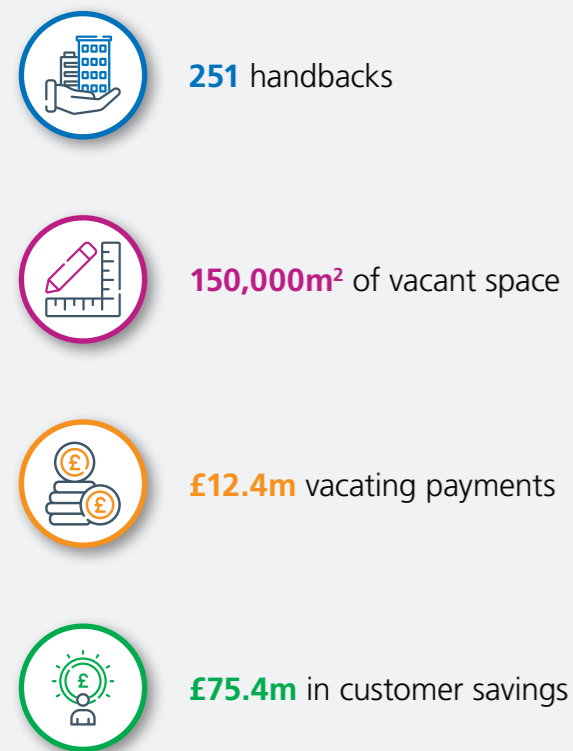 251 handbacks
150,000m² of vacant space
£
£
£12.4m vacating payments
£
£75.4m in customer savings